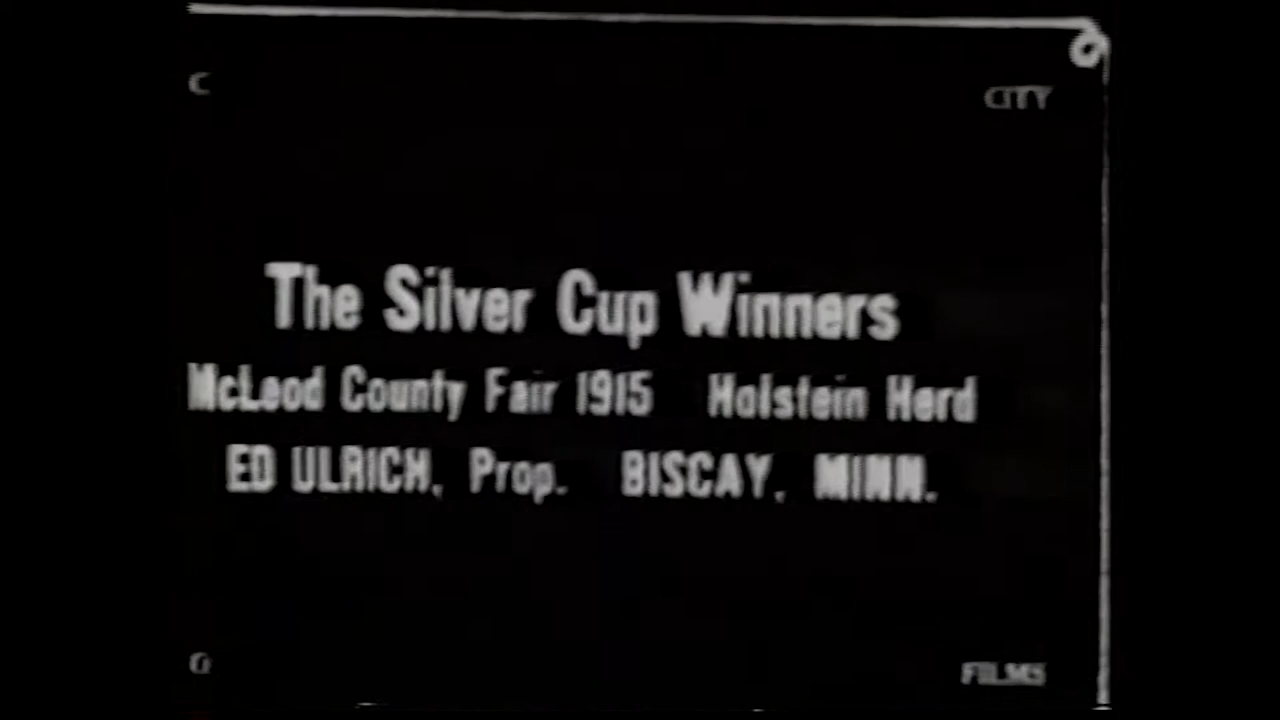 C CITY
The Silver Cup Winners
McLeod County Fair 1915 Holstein Herd
ED ULRICH, Prop. BISCAY, MINN.
FILMS